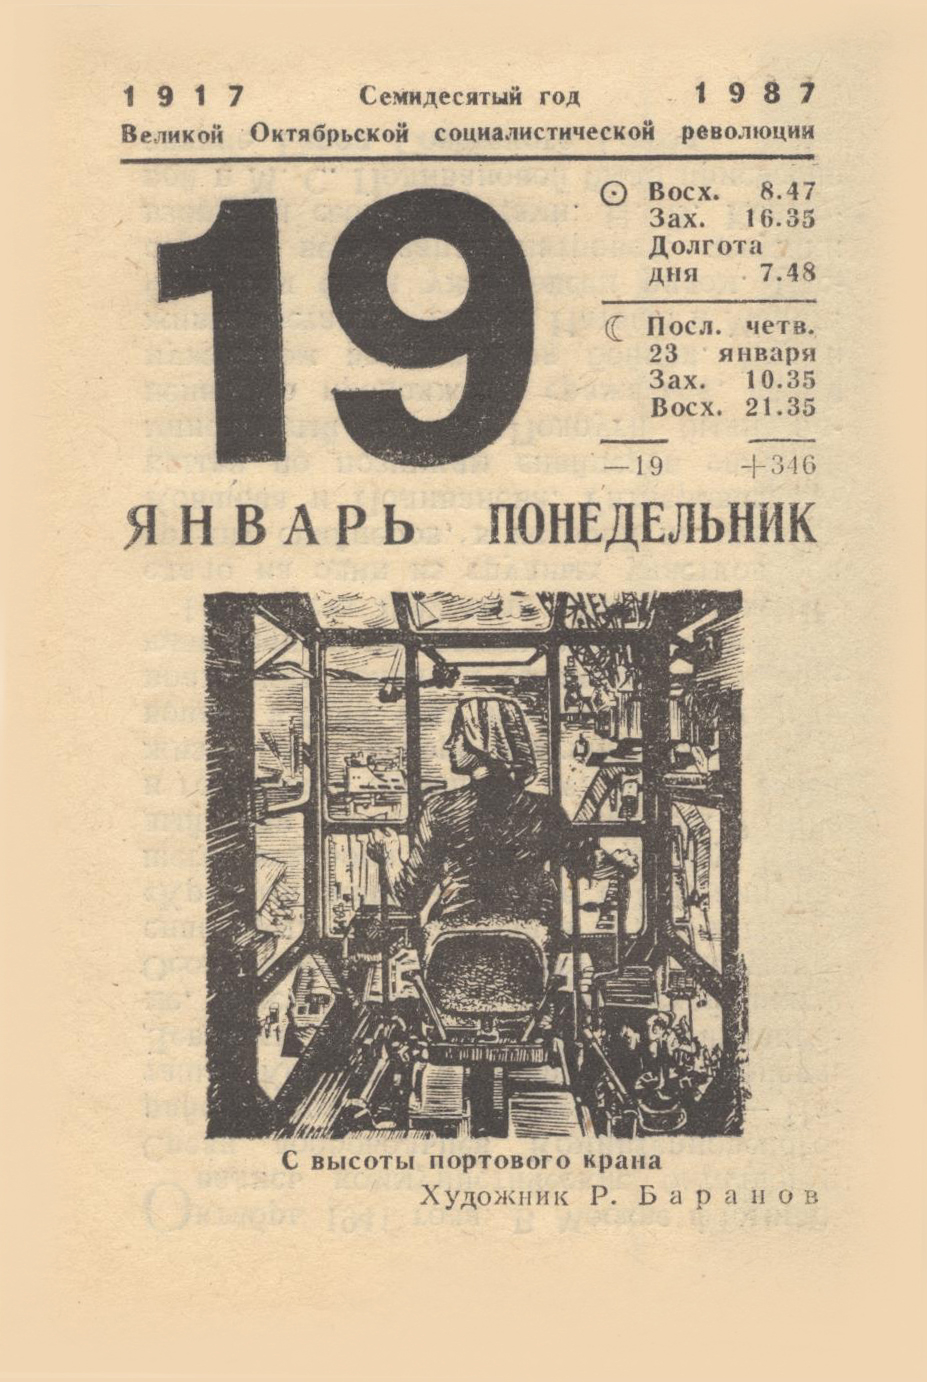 1917 Семидесятый год 1987
Великой Октябрьской социалистической революции
19
Восх. 8.47
Зах. 16.35
Долгота
дня 7.48
Посл. четв.
23 января
Зах. 10.35
Восх. 21.35
—19 +346
ЯНВАРЬ ПОНЕДЕЛЬНИК
С высоты портового крана
Художник Р. Баранов